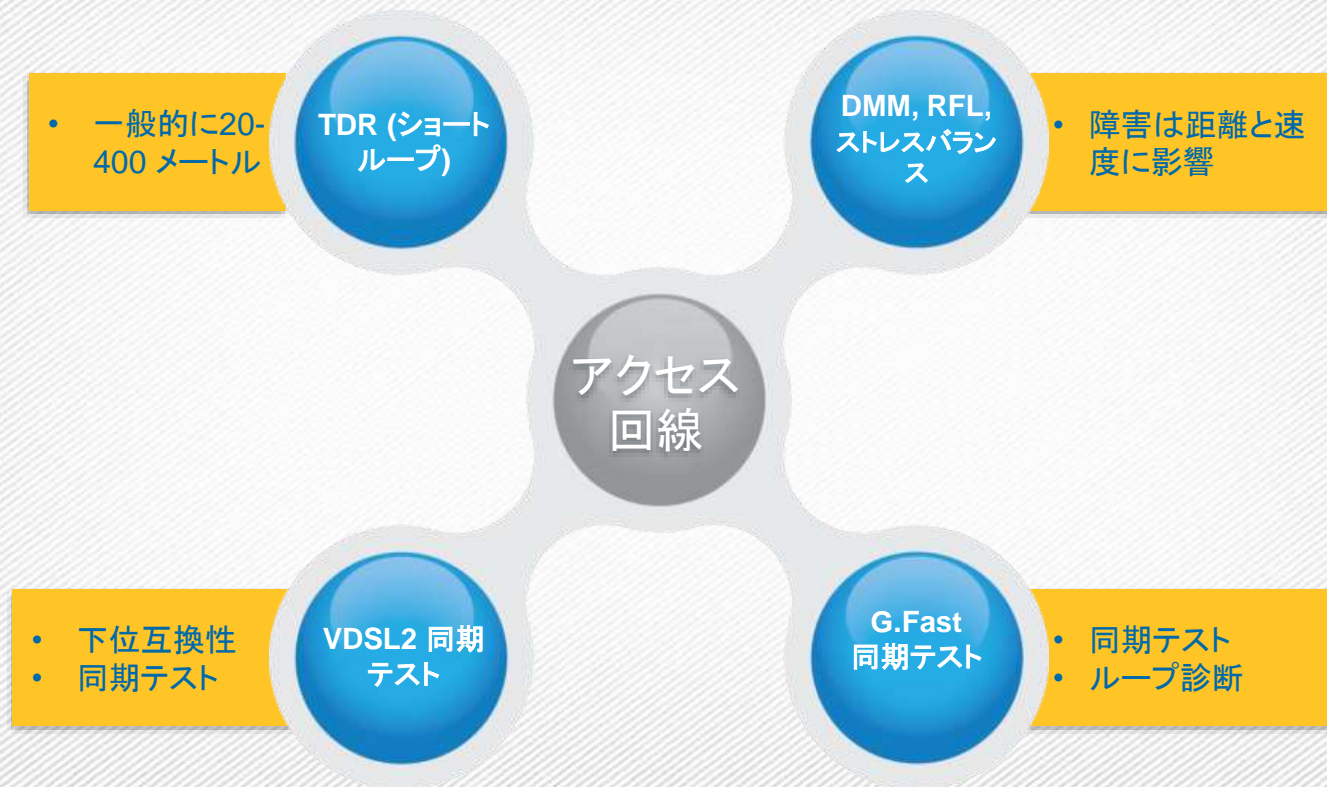 • 一般的に20-
400 メートル
TDR (ショート
ループ)
DMM, RFL,
ストレスバラン
ス
• 障害は距離と速
度に影響
アクセス
回線
• 下位互換性
• 同期テスト
VDSL2 同期
テスト
G.Fast
同期テスト
• 同期テスト
• ループ診断